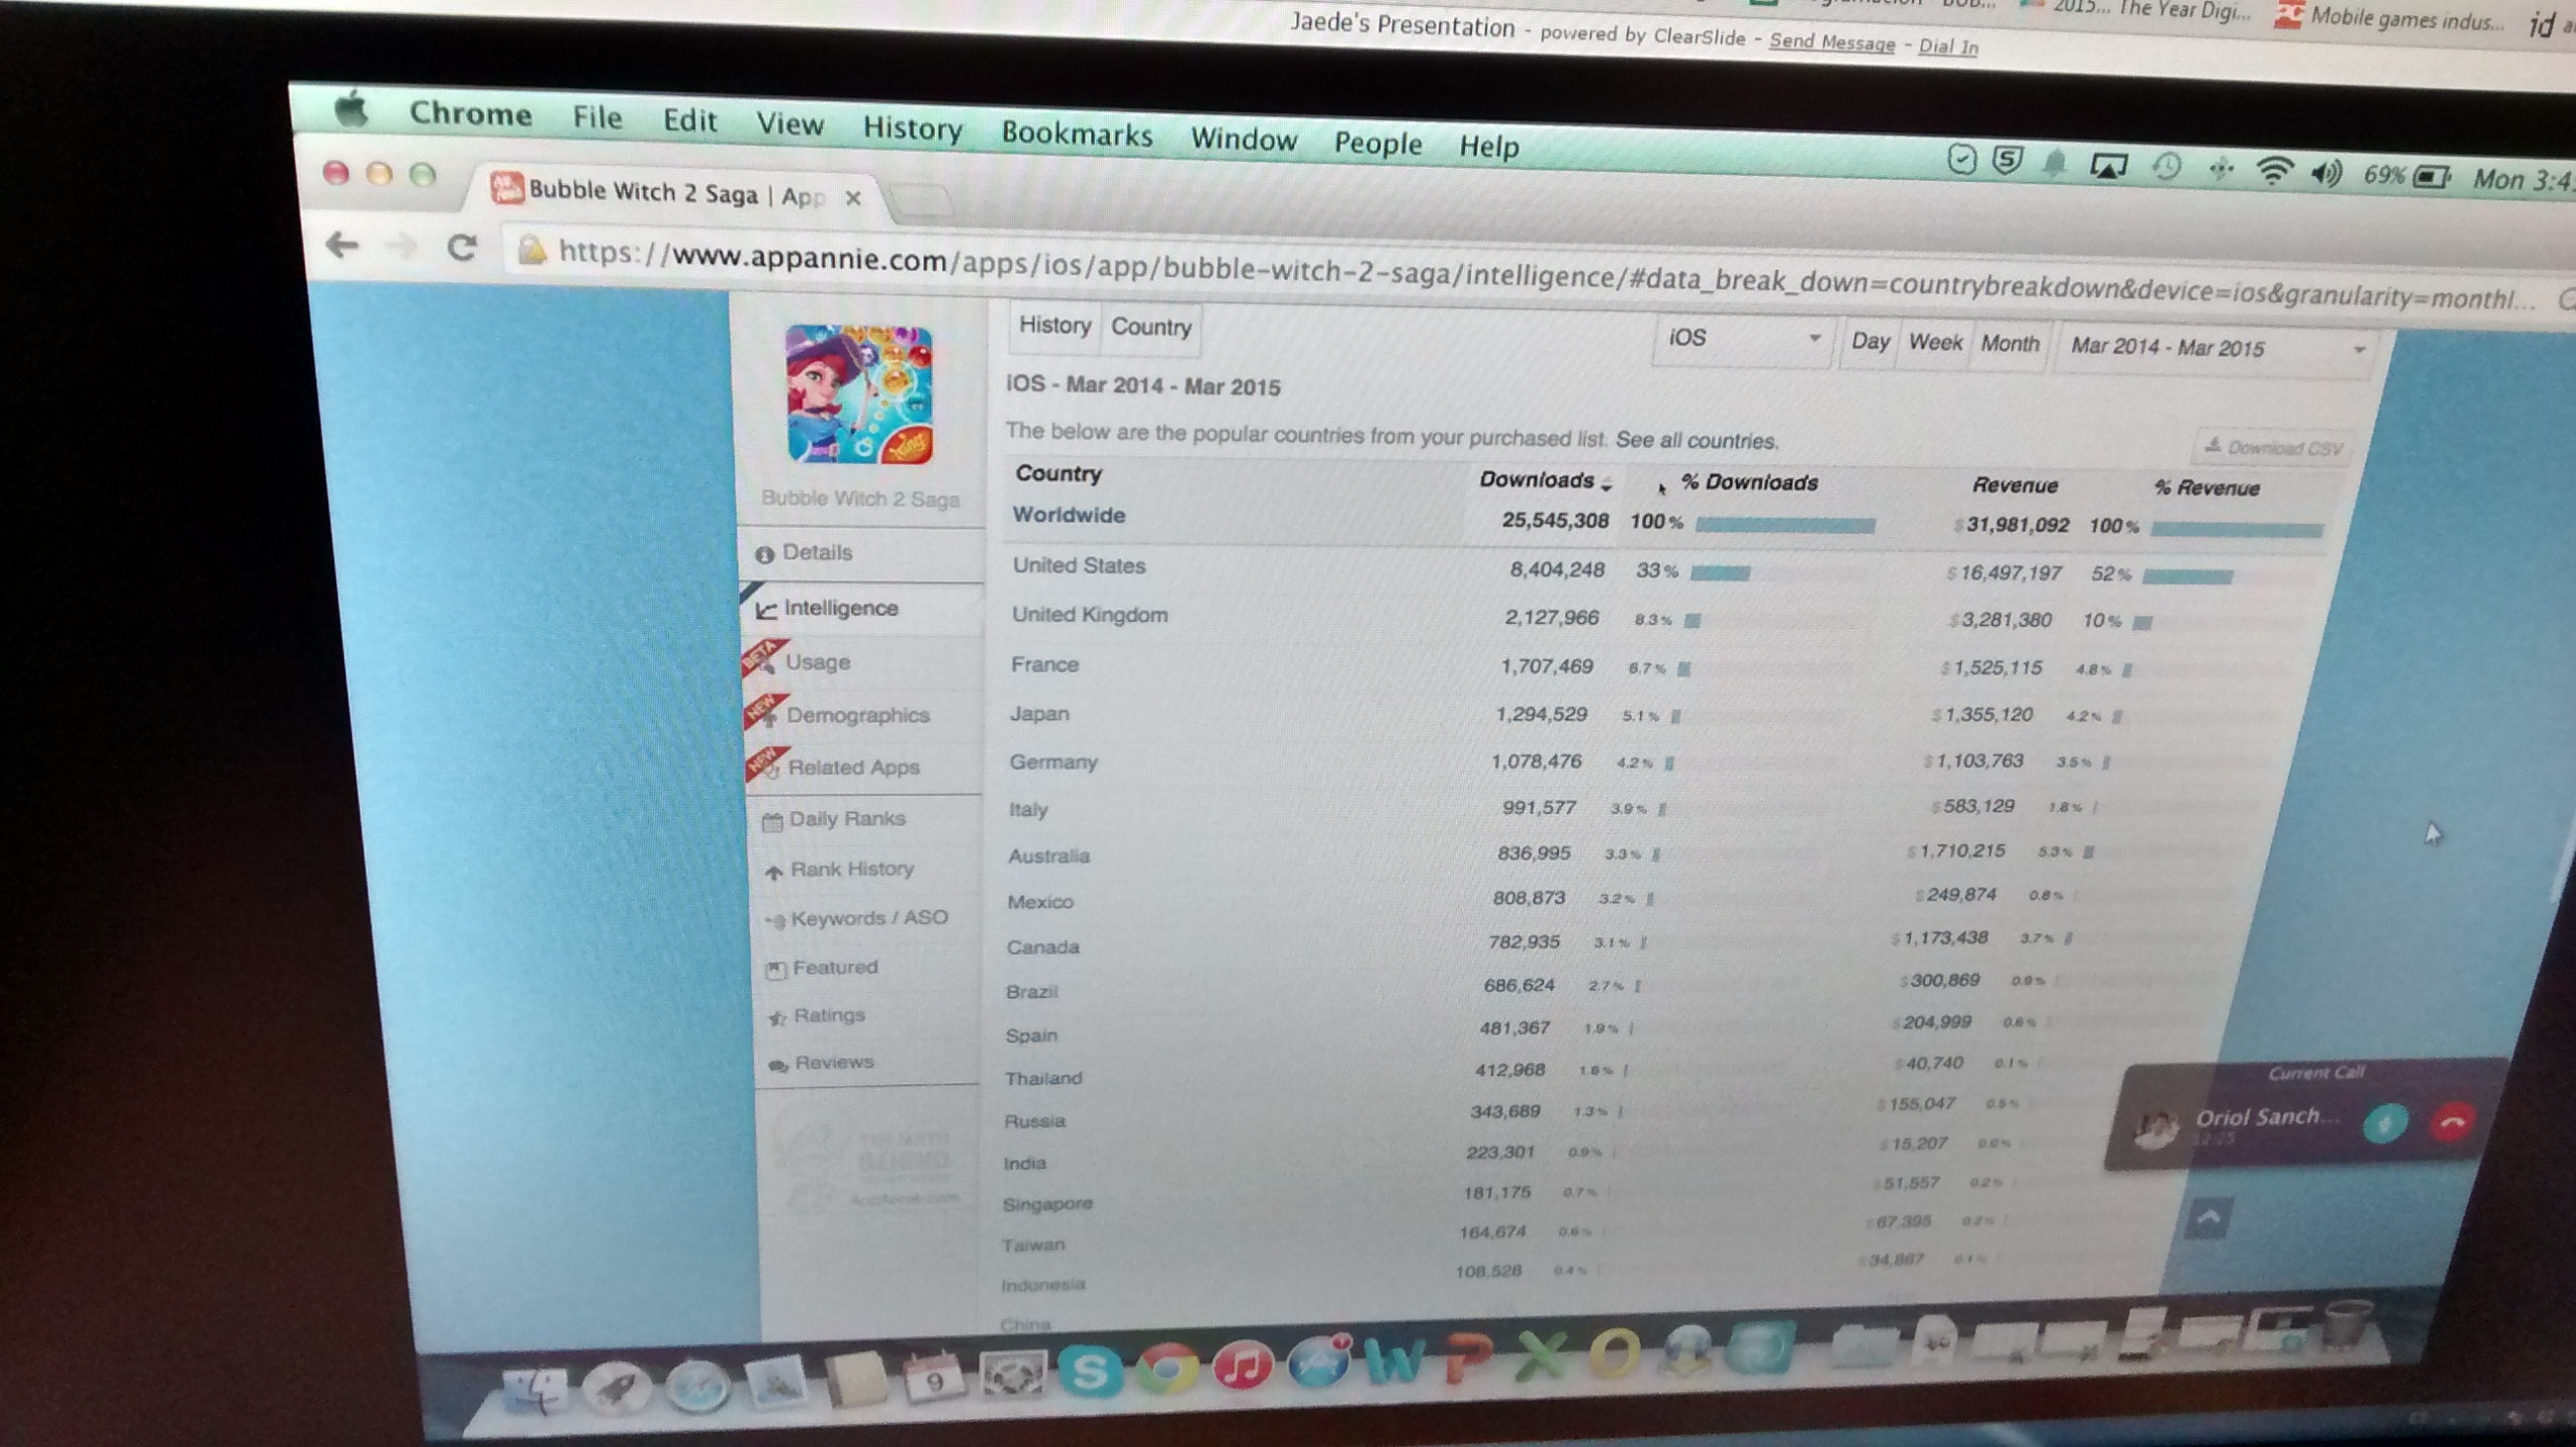 2015... The Year Digi...
Mobile games indus...
id
Jaede's Presentation - powered by ClearSlide - Send Message - Dial In
Chrome File Edit View History Bookmarks Window People Help
69% Mon 3:4
Bubble Witch 2 Saga | App
https://www.appannie.com/apps/ios/app/bubble-witch-2-saga/intelligence/#data_break_down=countrybreakdown&device=ios&granularity=monthl...
History Country iOS Day Week Month Mar 2014 - Mar 2015
iOS - Mar 2014 - Mar 2015
The below are the popular countries from your purchased list. See all countries.
Download CSV
King
Bubble Witch 2 Saga
Details
Intelligence
BETA Usage
NEW Demographics
NEW Related Apps
Daily Ranks
Rank History
Keywords / ASO
Featured
Ratings
Reviews
Country Downloads % Downloads Revenue % Revenue
Worldwide 25,545,308 100% $31,981,092 100%
United States 8,404,248 33% $16,497,197 52%
United Kingdom 2,127,966 8.3% $3,281,380 10%
France 1,707,469 6.7% $1,525,115 4.8%
Japan 1,294,529 5.1% $1,355,120 4.2%
Germany 1,078,476 4.2% $1,103,763 3.5%
Italy 991,577 3.9% $583,129 1.8%
Australia 836,995 3.3% $1,710,215 5.3%
Mexico 808,873 3.2% $249,874 0.8%
Canada 782,935 3.1% $1,173,438 3.7%
Brazil 686,624 2.7% $300,869 0.9%
Spain 481,367 1.9% $204,999 0.6%
Thailand 412,968 1.6% $40,740 0.1%
Russia 343,689 1.3% $155,047 0.5%
India 223,301 0.9% $15,207 0.0%
Singapore 181,175 0.7% $51,557 0.2%
Taiwan 164,674 0.6% $67,395 0.2%
Indonesia 108,528 0.4% $34,867 0.1%
China
Current Call
Oriol Sanch...
9